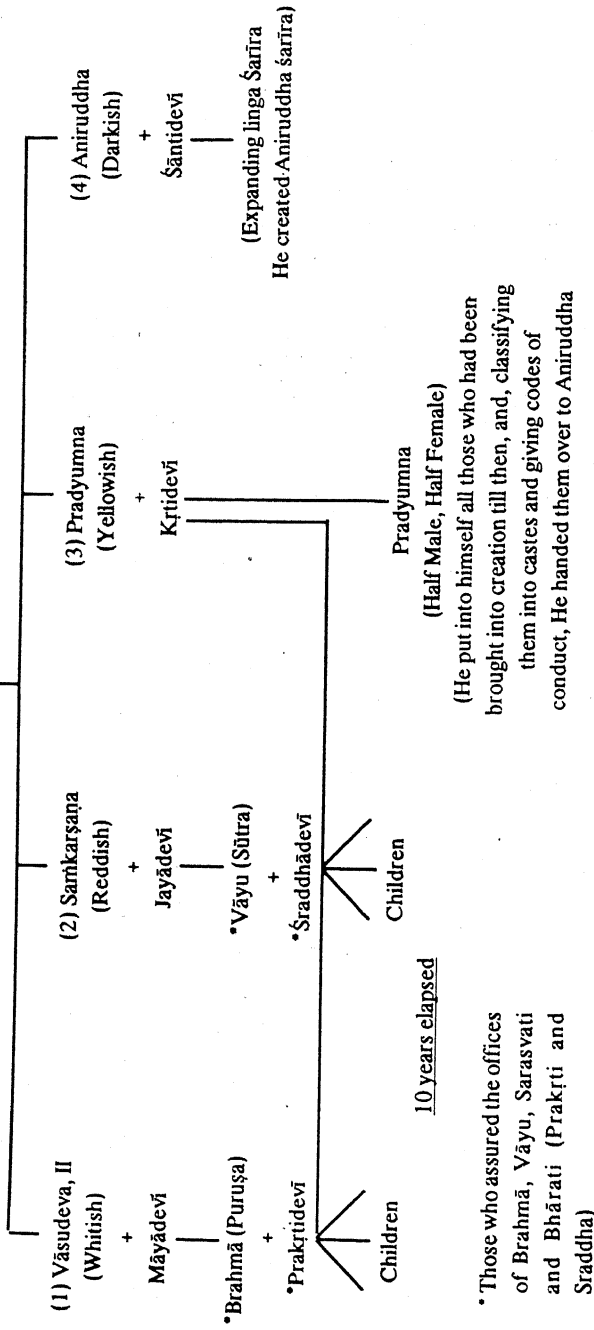 (1) Vāsudeva, II
(Whitish)
+
Māyādevī
•Brahmā (Puruṣa)
+
•Prakṛtidevī
Children
(2) Saṁkarṣaṇa
(Reddish)
+
Jayādevī
•Vāyu (Sūtra)
+
•Śraddhādevī
Children
(3) Pradyumna
(Yellowish)
+
Kṛtidevī
Pradyumna
(Half Male, Half Female)
(He put into himself all those who had been
brought into creation till then, and, classifying
them into castes and giving codes of
conduct, He handed them over to Aniruddha
(4) Aniruddha
(Darkish)
+
Śāntidevī
(Expanding linga Śarīra
He created Aniruddha śarīra)
10 years elapsed
• Those who assured the offices
of Brahmā, Vāyu, Sarasvati
and Bhārati (Prakṛti and
Sraddha)